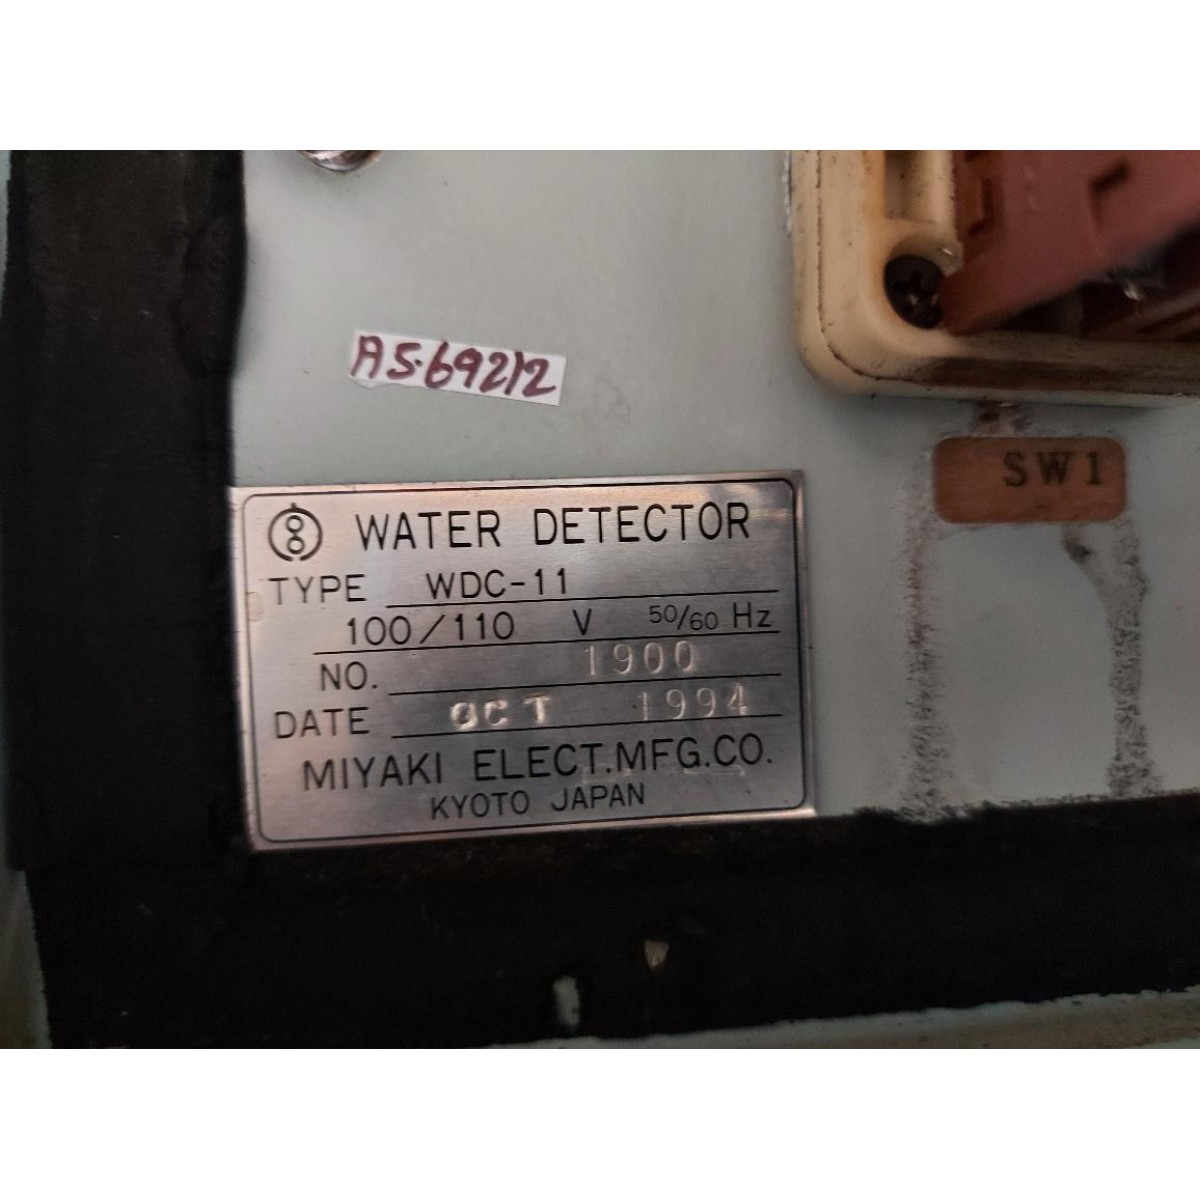 AS-69212
SW1
WATER DETECTOR
TYPE WDC-11
100/110 V 50/60 Hz
NO. 1900
DATE OCT 1994
MIYAKI ELECT.MFG.CO.
KYOTO JAPAN